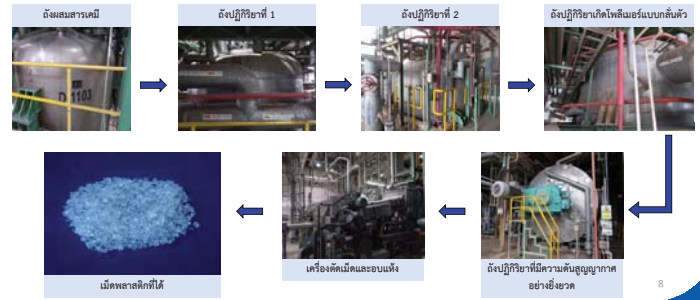 ถังผสมสารเคมี
ถังปฏิกิริยาที่ 1
ถังปฏิกิริยาที่ 2
ถังปฏิกิริยาเกิดโพลีเมอร์แบบกลั่นตัว
D-1103
เม็ดพลาสติกที่ได้
เครื่องตัดเม็ดและอบแห้ง
ถังปฏิกิริยาที่มีความดันสูญญากาศ
อย่างยิ่งยวด
8